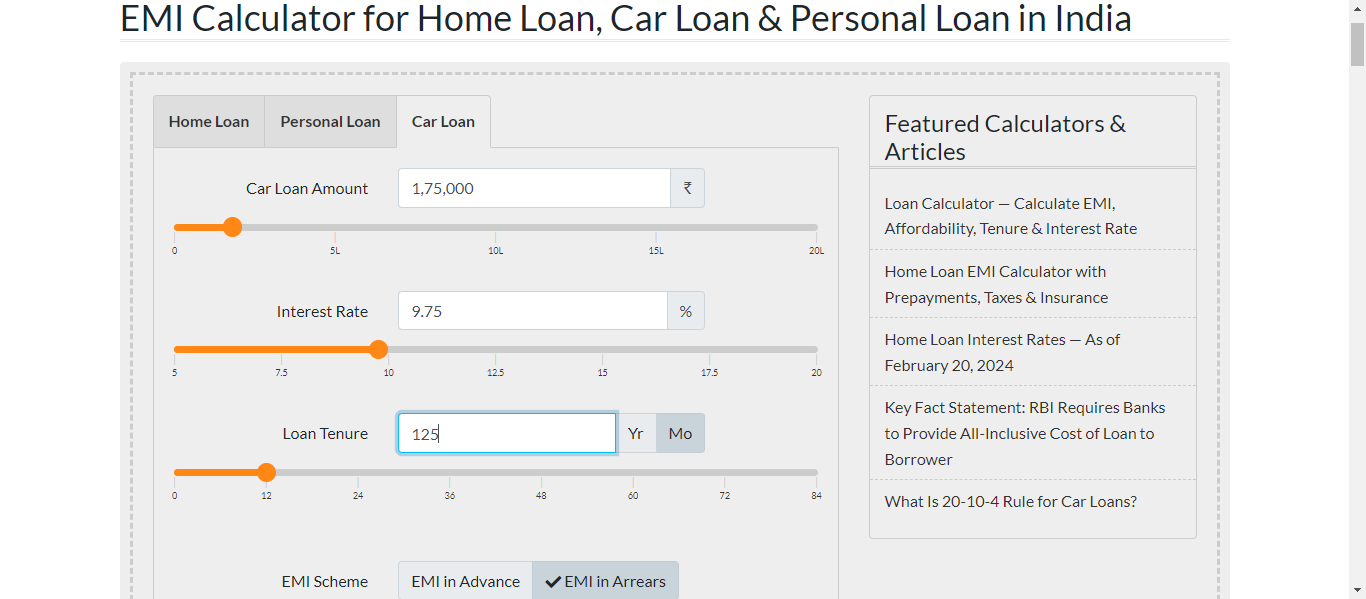 EMI Calculator for Home Loan, Car Loan & Personal Loan in India
Home Loan
Personal Loan
Car Loan
Car Loan Amount
1,75,000
₹
0
5L
10L
15L
20L
Interest Rate
9.75
%
5
7.5
10
12.5
15
17.5
20
Loan Tenure
125
Yr
Mo
0
12
24
36
48
60
72
84
EMI Scheme
EMI in Advance
EMI in Arrears
Featured Calculators &
Articles
Loan Calculator — Calculate EMI,
Affordability, Tenure & Interest Rate
Home Loan EMI Calculator with
Prepayments, Taxes & Insurance
Home Loan Interest Rates — As of
February 20, 2024
Key Fact Statement: RBI Requires Banks
to Provide All-Inclusive Cost of Loan to
Borrower
What Is 20-10-4 Rule for Car Loans?